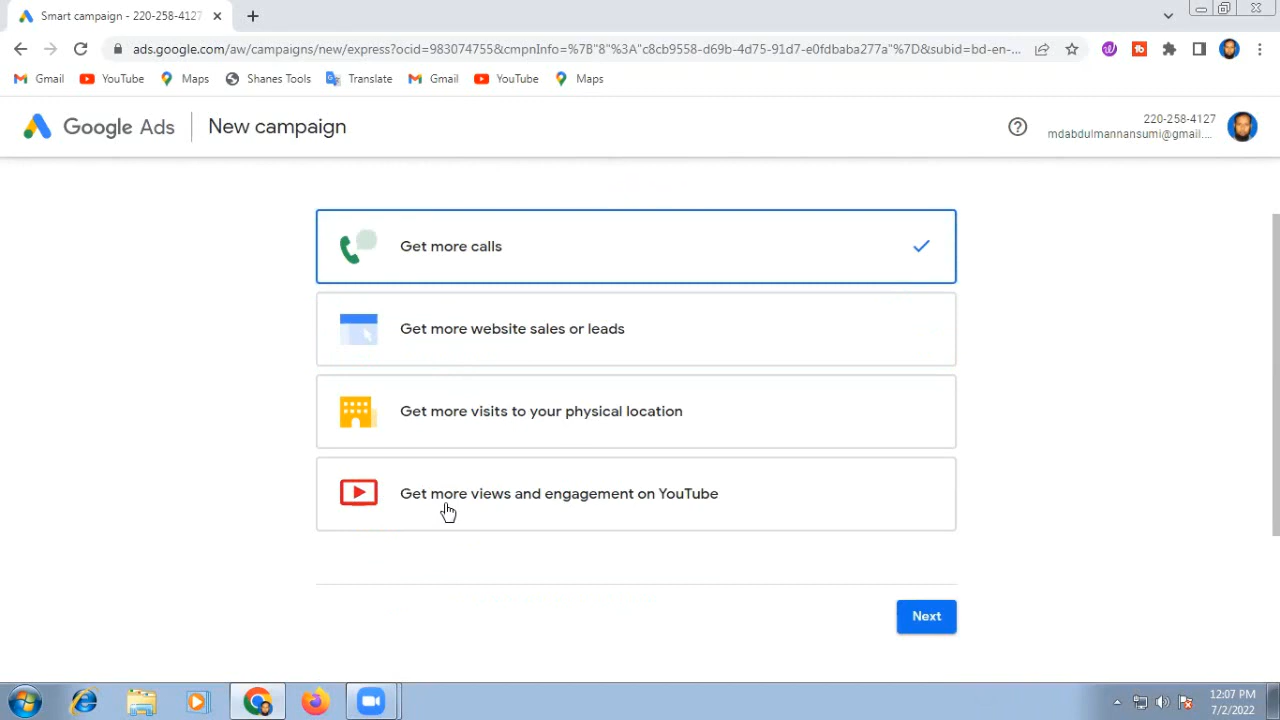 Smart campaign - 220-258-4127
ads.google.com/aw/campaigns/new/express?ocid=983074755&cmnInfo=%7B"8"%3A"c8cb9558-d69b-4d75-91d7-e0fdbaba277a"%7D&subid=bd-en-...
Gmail YouTube Maps Shanes Tools Translate Gmail YouTube Maps
Google Ads New campaign
220-258-4127
mdabdulmannansumi@gmail....
Get more calls
Get more website sales or leads
Get more visits to your physical location
Get more views and engagement on YouTube
Next
12:07 PM
7/2/2022